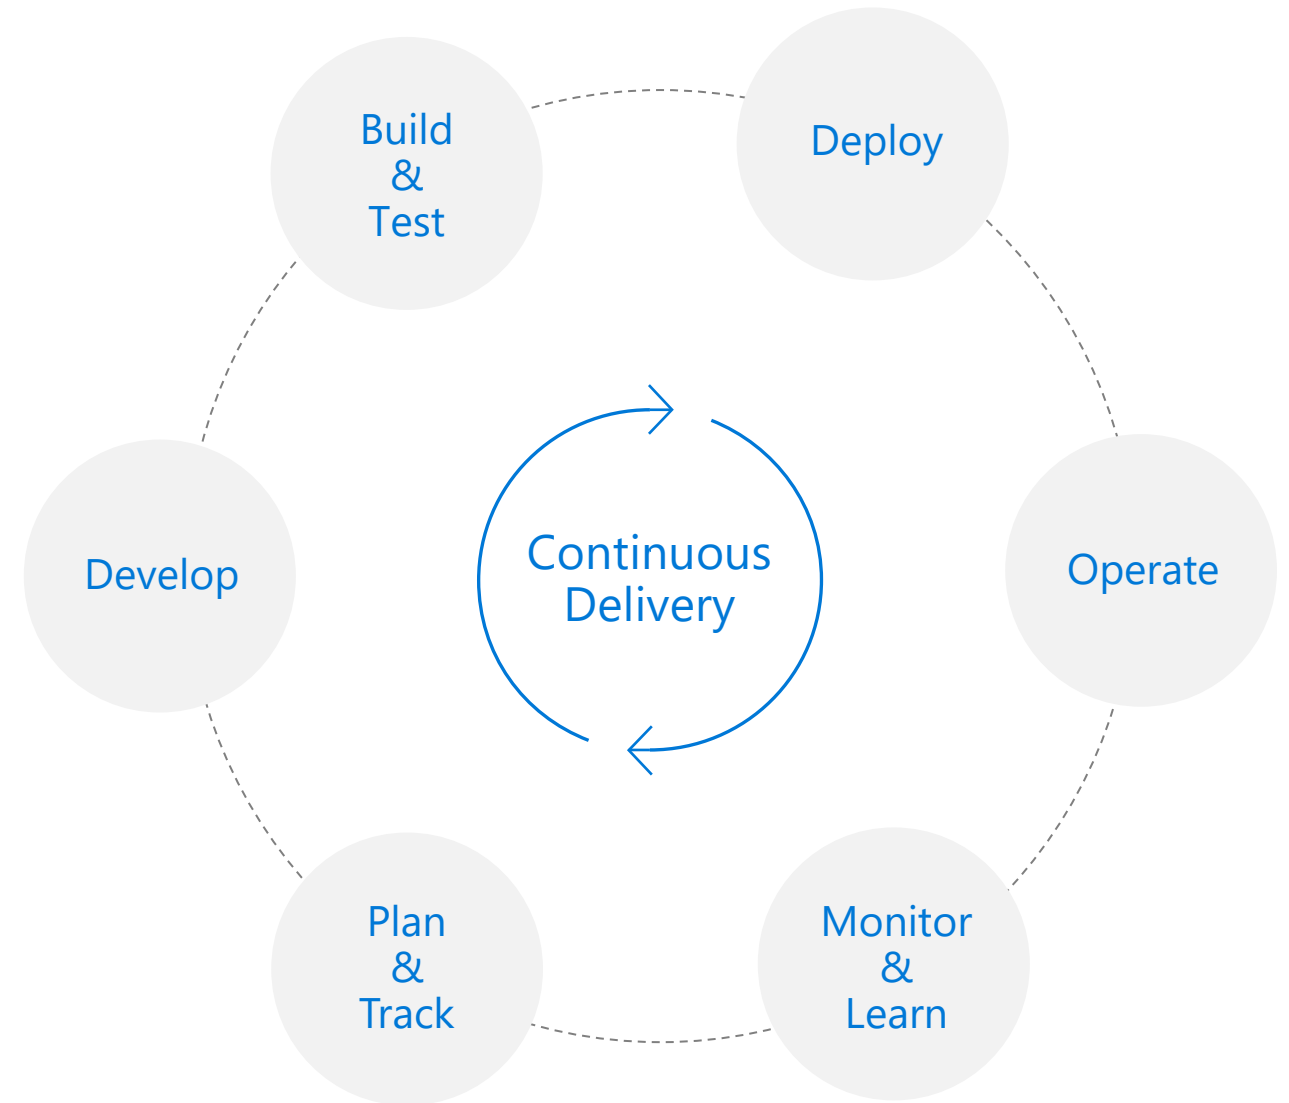 Build
&
Test
Deploy
Develop
Continuous
Delivery
Operate
Plan
&
Track
Monitor
&
Learn